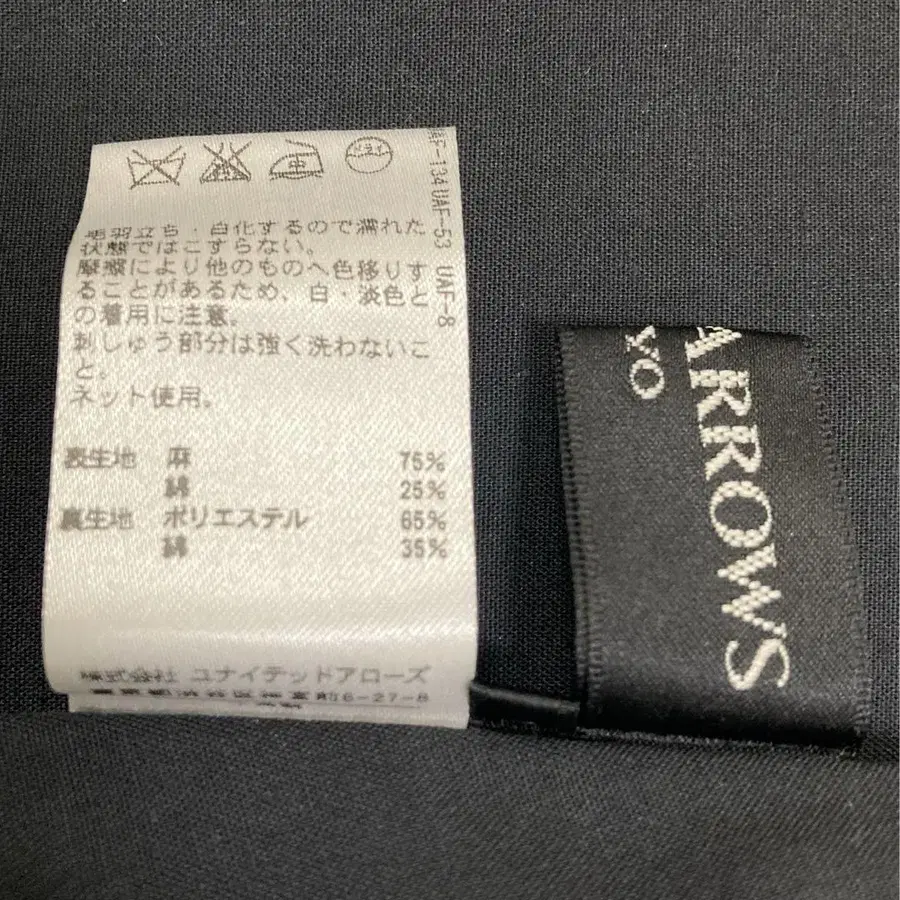 毛羽立ち・白化するので濡れた
状態ではこすらない。
摩擦により他のものへ色移りす
ることがあるため、白・淡色と
の着用に注意。
刺しゅう部分は強く洗わないこ
と。
ネット使用。
表生地 麻 75%
綿 25%
裏生地 ポリエステル 65%
綿 35%
株式会社 ユナイテッドアローズ
6-27-8
AF-134 UAF-53 UAF-8
ARROWS
YO